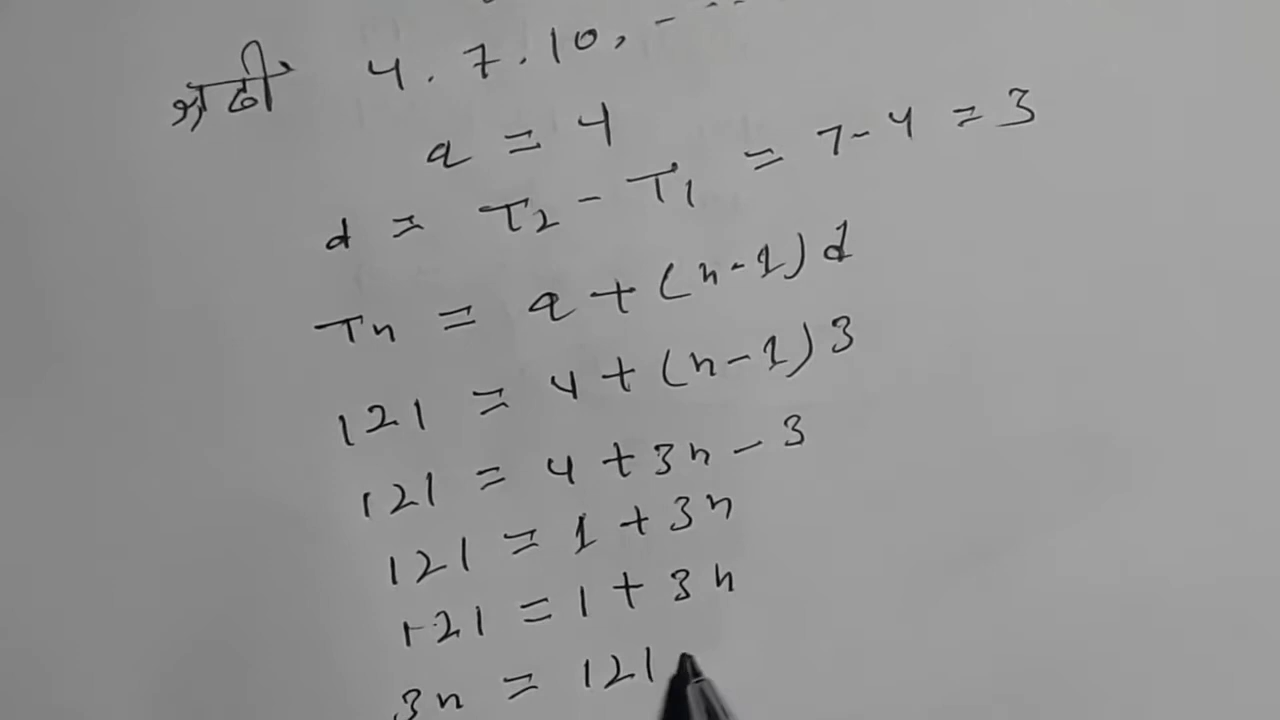 श्रढी 4, 7, 10, - ...
a = 4
d = T2 - T1 = 7 - 4 = 3
Tn = a + (n - 1) d
121 = 4 + (n - 1) 3
121 = 4 + 3n - 3
121 = 1 + 3n
121 = 1 + 3n
3n = 121